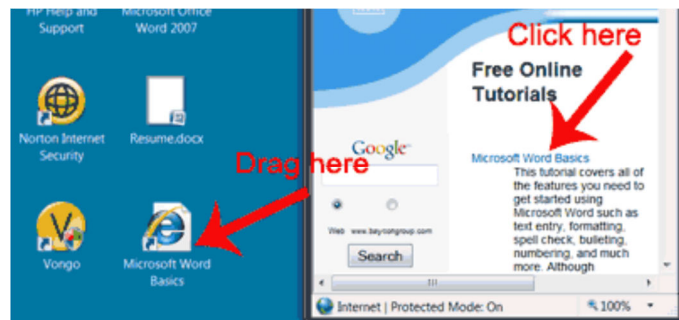 HP Help and
Support
Microsoft Office
Word 2007
Norton Internet
Security
Resume.docx
Vongo
Microsoft Word
Basics
Drag here
Click here
Free Online
Tutorials
Google
Microsoft Word Basics
This tutorial covers all of
the features you need to
get started using
Microsoft Word such as
text entry, formatting,
spell check, bulleting,
numbering, and much
more. Although
Web www.baycongroup.com
Search
Internet | Protected Mode: On
100%